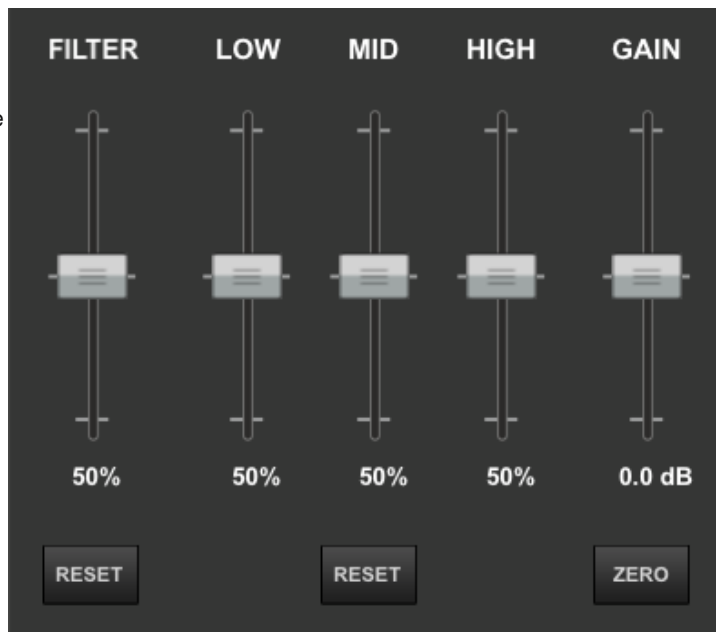 FILTER LOW MID HIGH GAIN
e
50% 50% 50% 50% 0.0 dB
RESET RESET ZERO